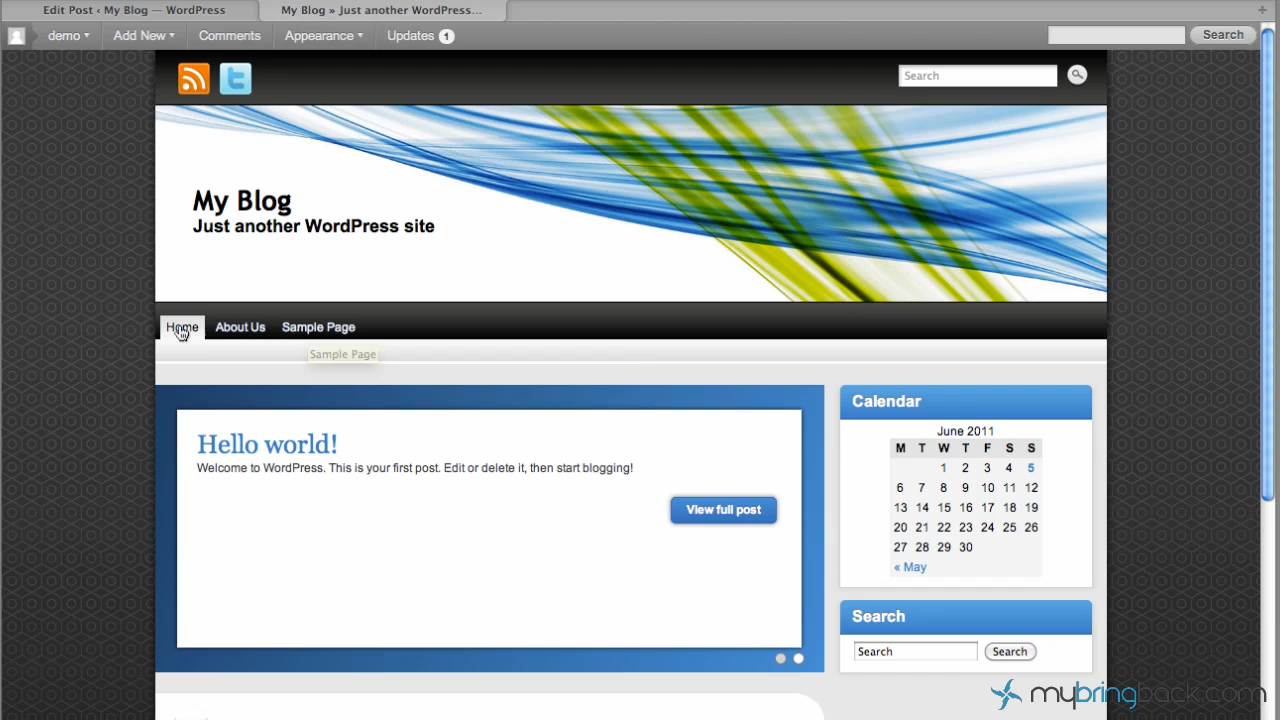 Edit Post ‹ My Blog — WordPress
My Blog » Just another WordPress...
demo
Add New
Comments
Appearance
Updates 1
Search
Search
My Blog
Just another WordPress site
Home
About Us
Sample Page
Sample Page
Hello world!
Welcome to WordPress. This is your first post. Edit or delete it, then start blogging!
View full post
Calendar
June 2011
M T W T F S S
1 2 3 4 5
6 7 8 9 10 11 12
13 14 15 16 17 18 19
20 21 22 23 24 25 26
27 28 29 30
« May
Search
Search
Search
mybringback.com